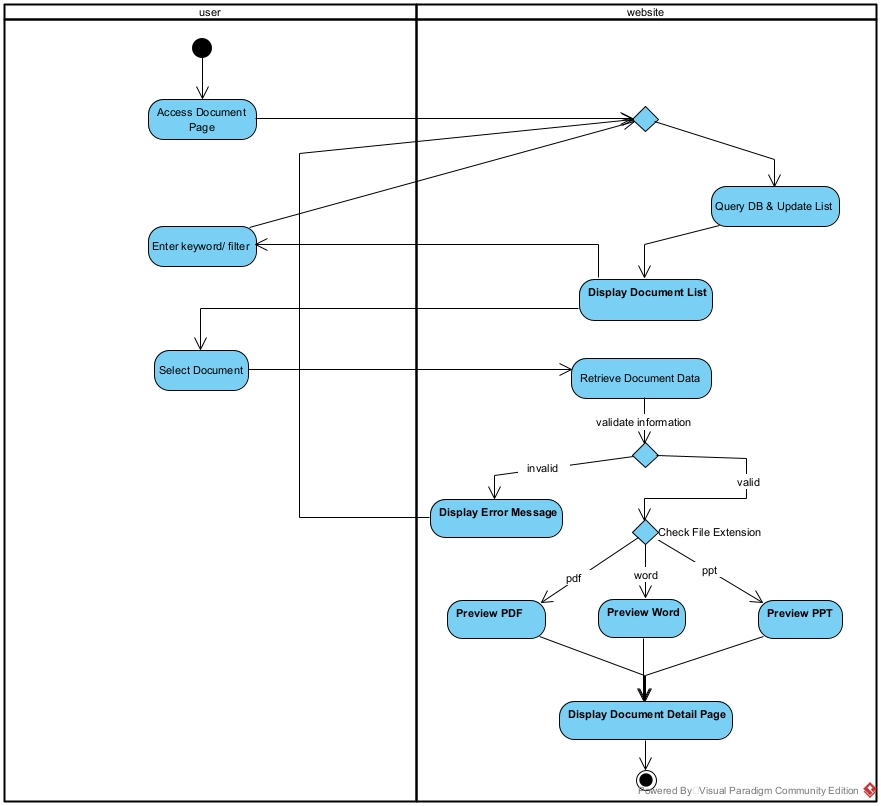 user
website
Access Document
Page
Query DB & Update List
Enter keyword/ filter
Display Document List
Select Document
Retrieve Document Data
validate information
invalid
valid
Display Error Message
Check File Extension
pdf
word
ppt
Preview PDF
Preview Word
Preview PPT
Display Document Detail Page
Powered By Visual Paradigm Community Edition